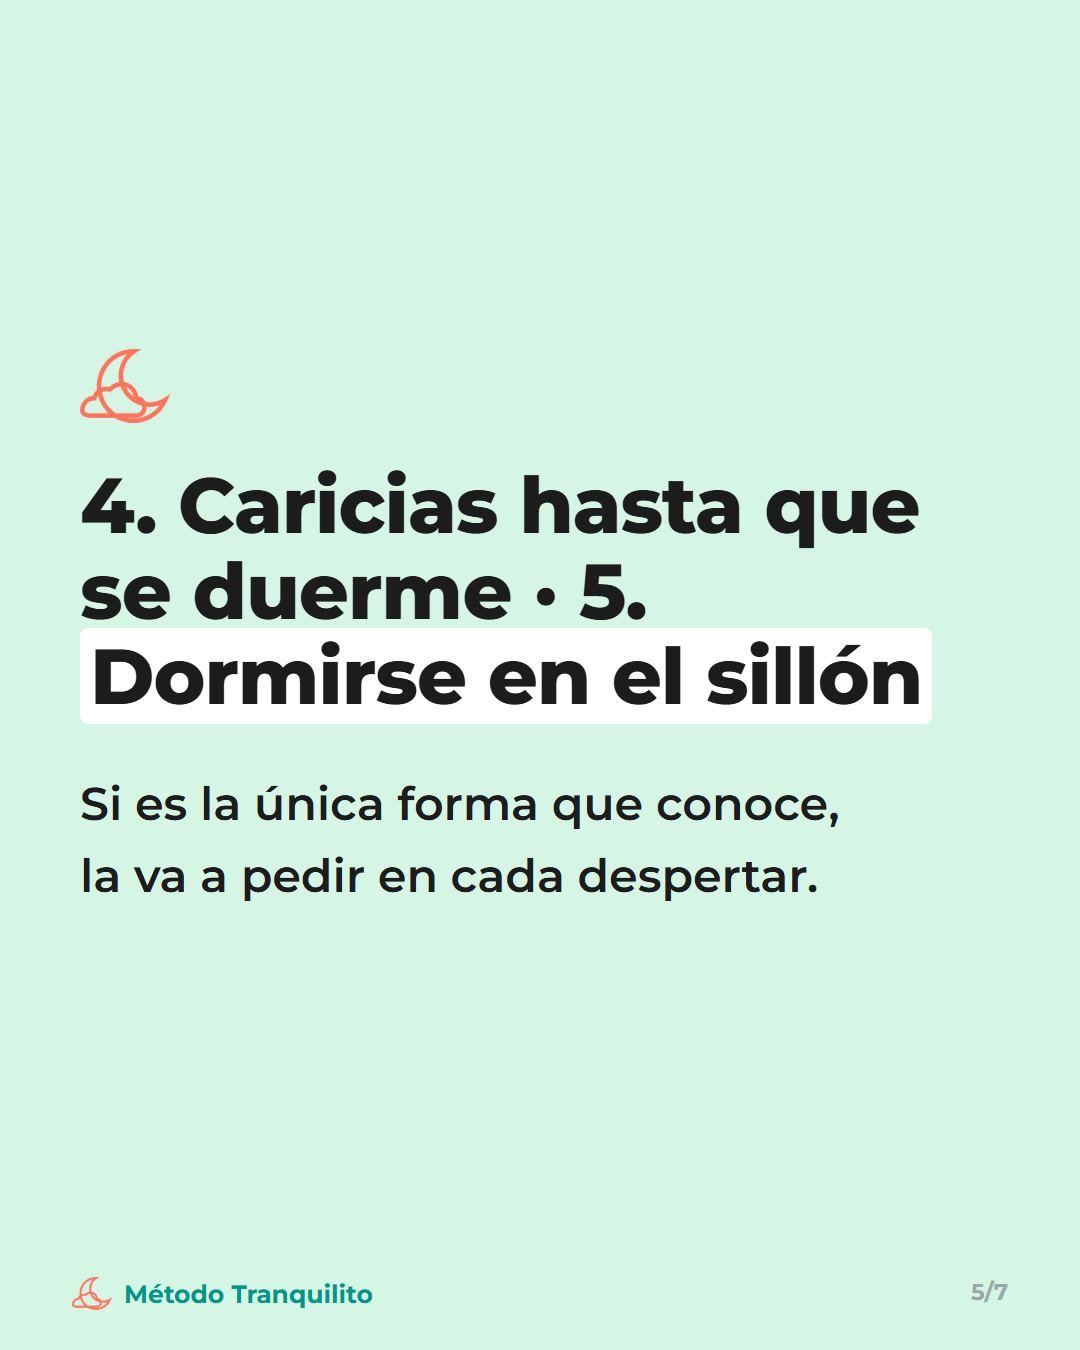 4. Caricias hasta que
se duerme · 5.
Dormirse en el sillón
Si es la única forma que conoce,
la va a pedir en cada despertar.
Método Tranquilito
5/7